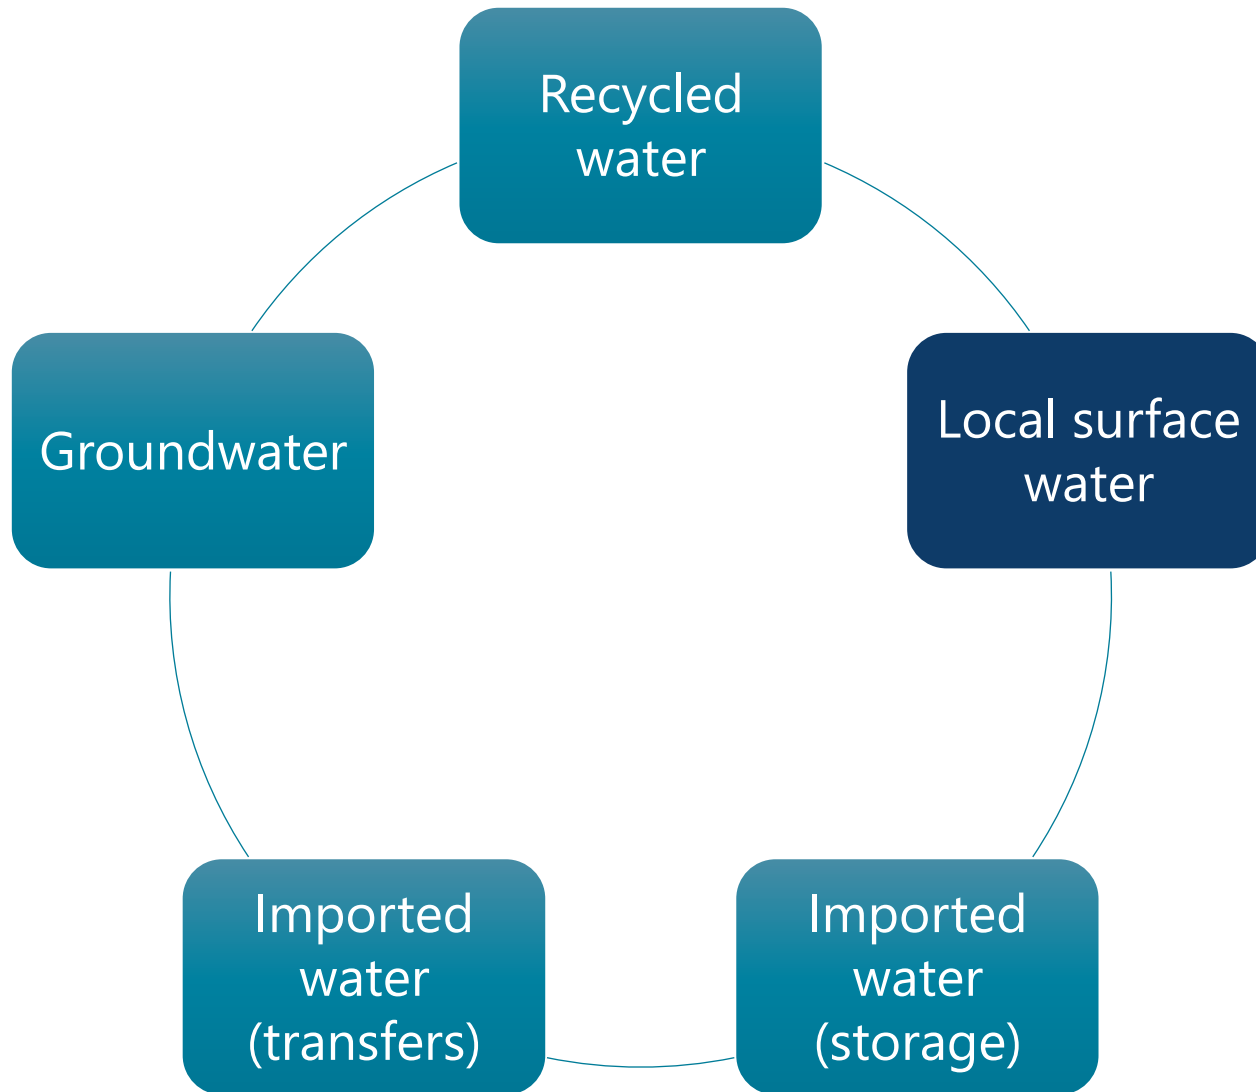 Recycled
water
Local surface
water
Imported
water
(storage)
Imported
water
(transfers)
Groundwater